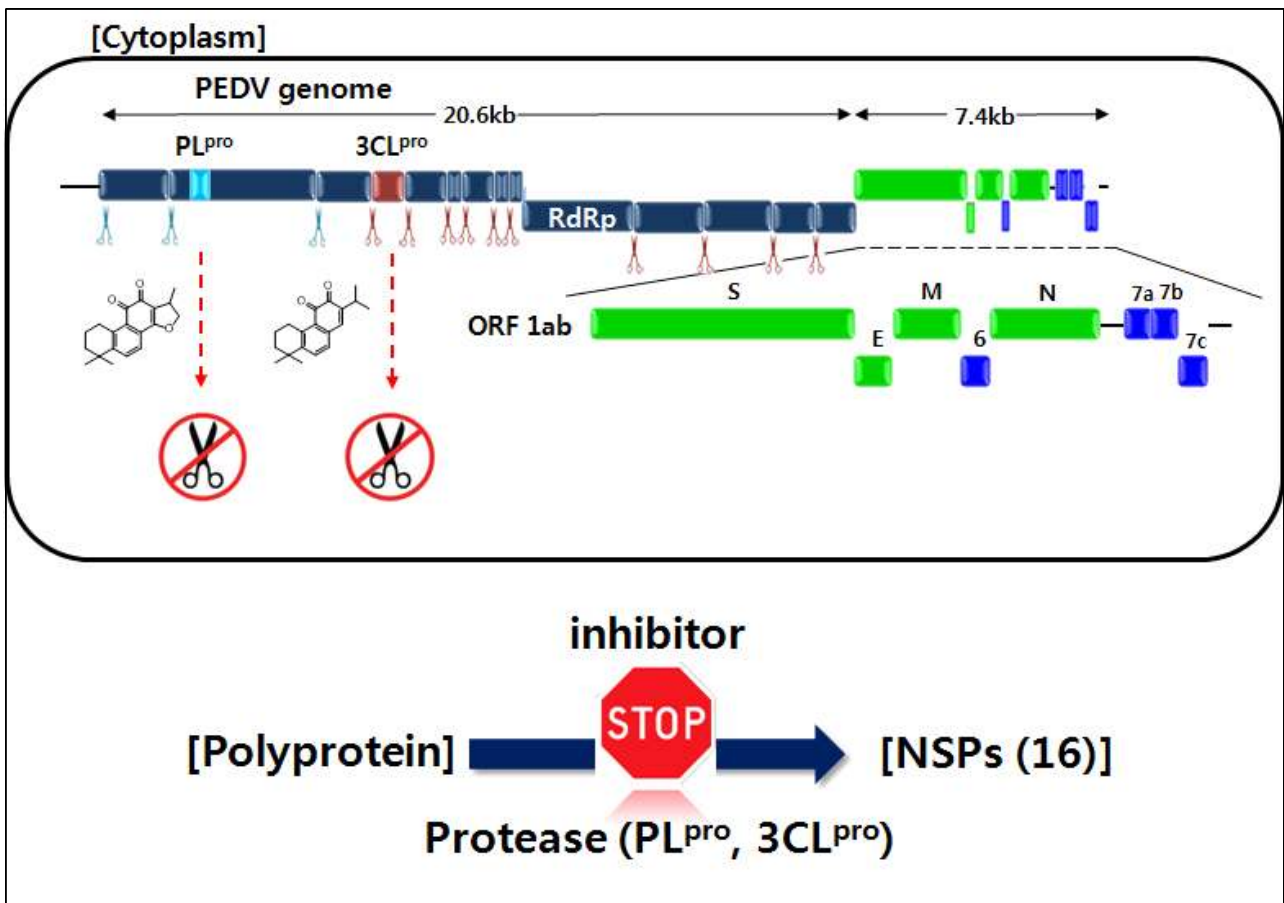 [Cytoplasm]
PEDV genome
20.6kb 7.4kb
PLpro 3CLpro
RdRp
S M N 7a 7b
ORF 1ab
E 6 7c
O O O O
O
inhibitor
STOP
[Polyprotein] [NSPs (16)]
Protease (PLpro, 3CLpro)